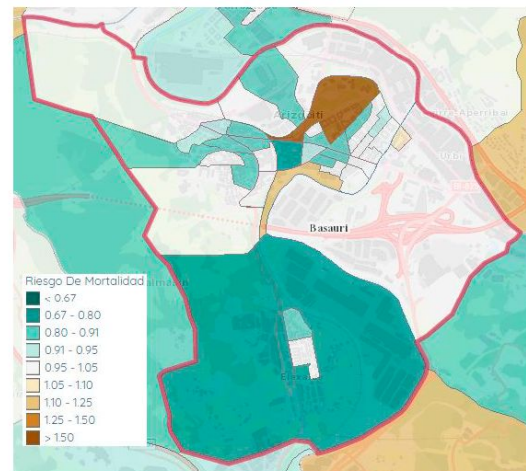 Arizgoiti
Basauri
Riesgo De Mortalidad
< 0.67
0.67 - 0.80
0.80 - 0.91
0.91 - 0.95
0.95 - 1.05
1.05 - 1.10
1.10 - 1.25
1.25 - 1.50
> 1.50